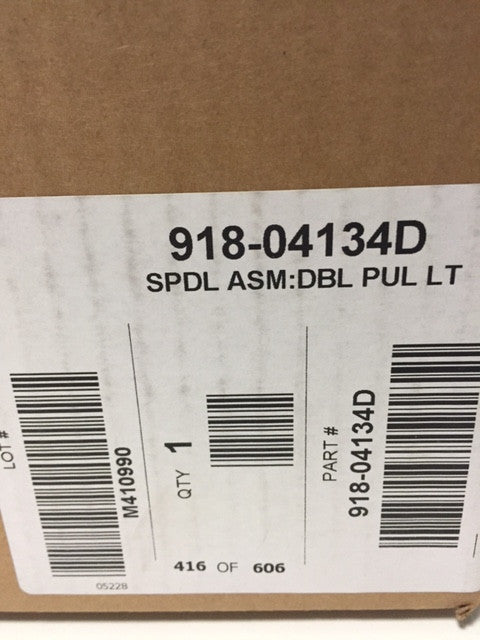 918-04134D
SPDL ASM:DBL PUL LT
LOT #
M410990
05228
QTY 1
416 OF 606
PART #
918-04134D